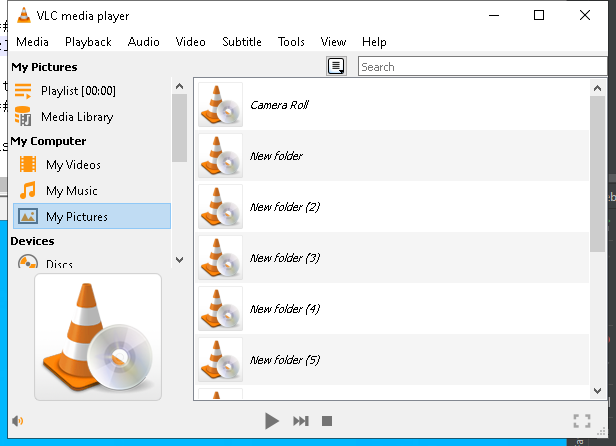 VLC media player
Media Playback Audio Video Subtitle Tools View Help
My Pictures
Search
Playlist [00:00]
Media Library
My Computer
My Videos
My Music
My Pictures
Devices
Discs
Camera Roll
New folder
New folder (2)
New folder (3)
New folder (4)
New folder (5)